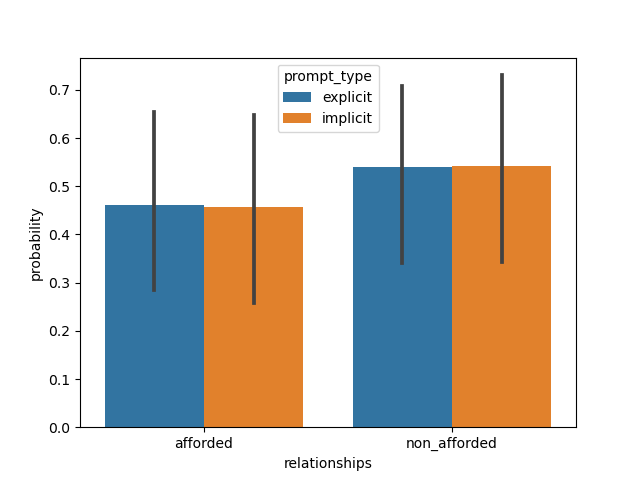 probability
0.7
0.6
0.5
0.4
0.3
0.2
0.1
0.0
prompt_type
explicit
implicit
afforded
non_afforded
relationships